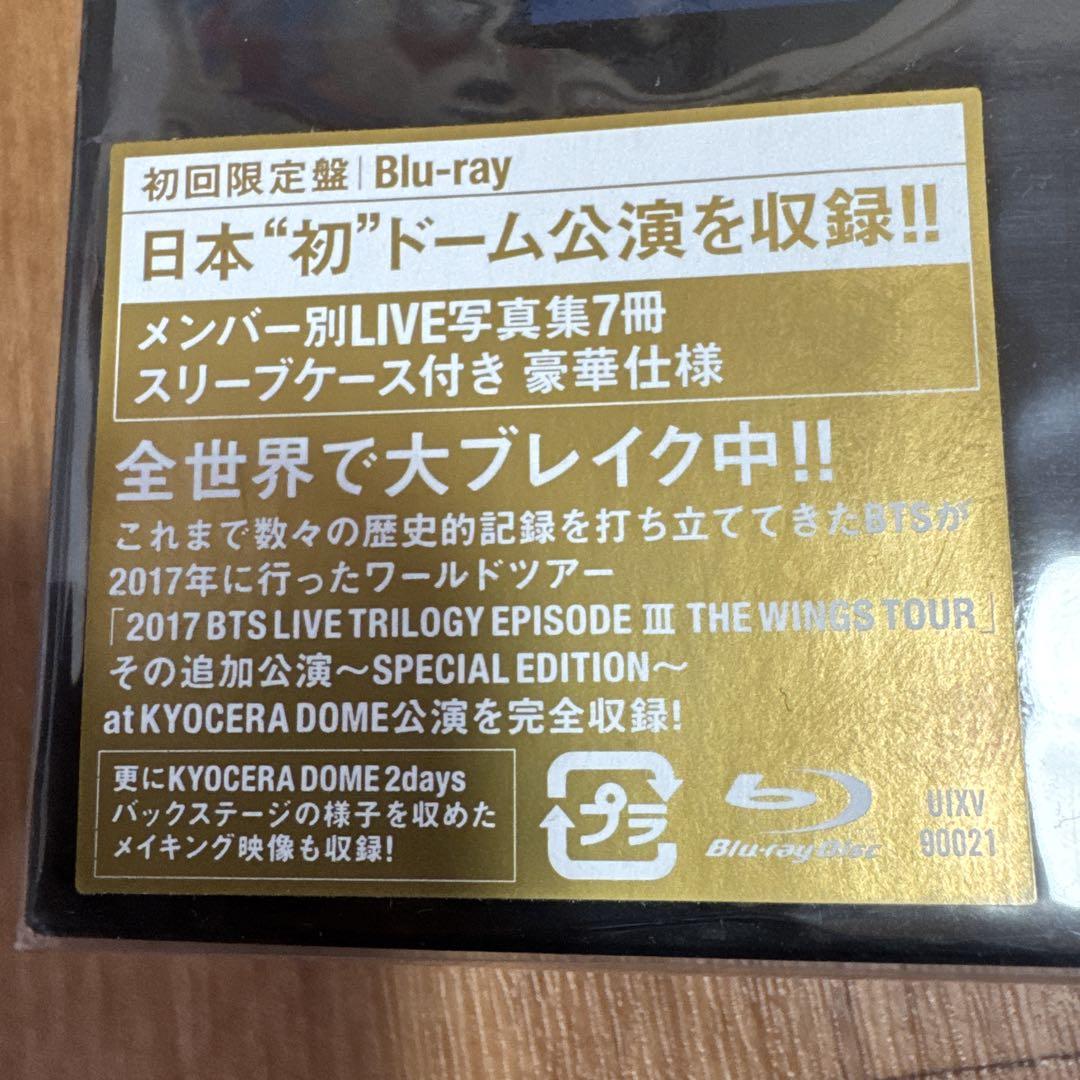 初回限定盤|Blu-ray
日本“初”ドーム公演を収録!!
メンバー別LIVE写真集7冊
スリーブケース付き 豪華仕様
全世界で大ブレイク中!!
これまで数々の歴史的記録を打ち立ててきたBTSが
2017年に行ったワールドツアー
「2017 BTS LIVE TRILOGY EPISODE Ⅲ THE WINGS TOUR」
その追加公演〜SPECIAL EDITION〜
at KYOCERA DOME公演を完全収録!
更にKYOCERA DOME 2days
バックステージの様子を収めた
メイキング映像も収録!
プラ
Blu-ray Disc
UIXV
90021